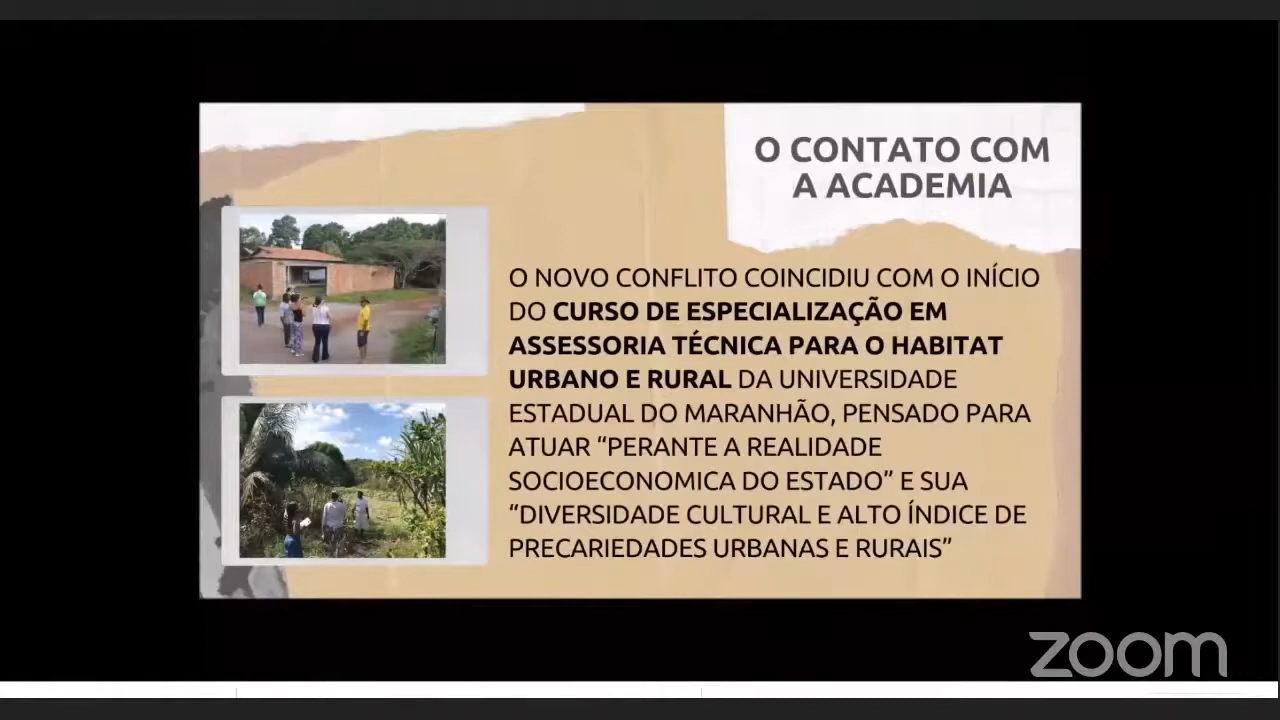 O CONTATO COM
A ACADEMIA
O NOVO CONFLITO COINCIDIU COM O INÍCIO
DO CURSO DE ESPECIALIZAÇÃO EM
ASSESSORIA TÉCNICA PARA O HABITAT
URBANO E RURAL DA UNIVERSIDADE
ESTADUAL DO MARANHÃO, PENSADO PARA
ATUAR “PERANTE A REALIDADE
SOCIOECONOMICA DO ESTADO” E SUA
“DIVERSIDADE CULTURAL E ALTO ÍNDICE DE
PRECARIEDADES URBANAS E RURAIS”
zoom